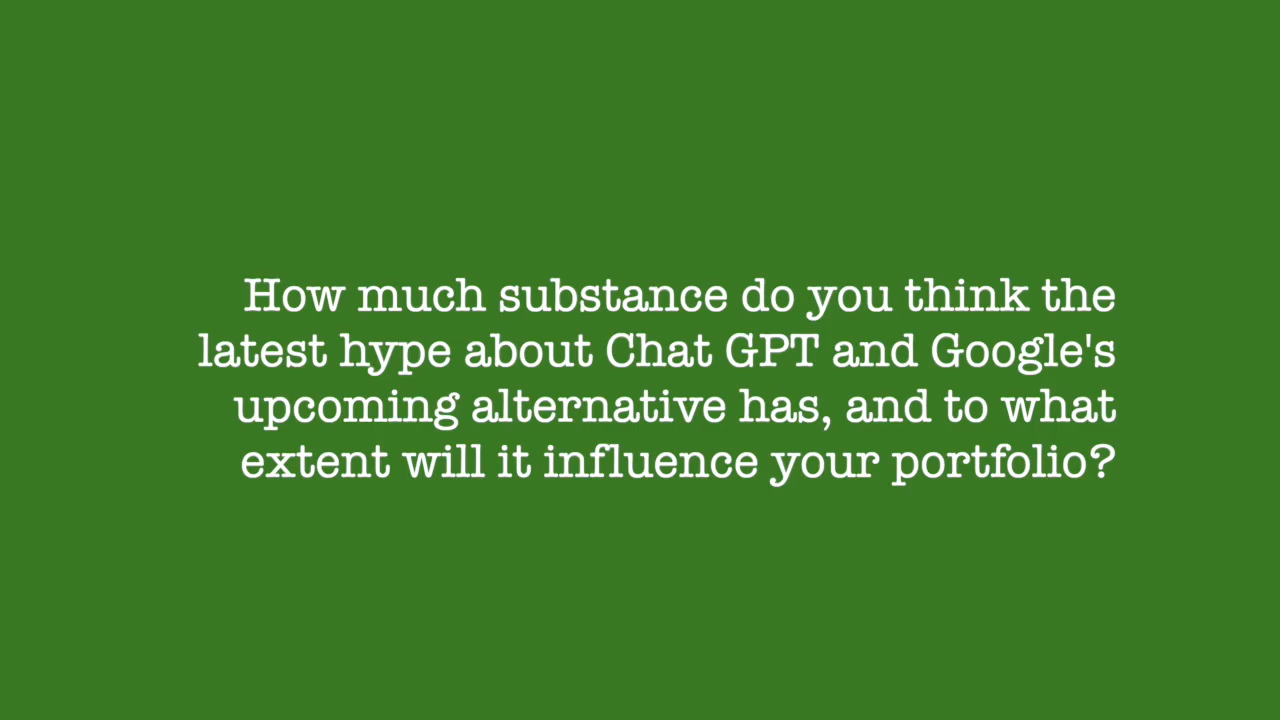 How much substance do you think the
latest hype about Chat GPT and Google's
upcoming alternative has, and to what
extent will it influence your portfolio?